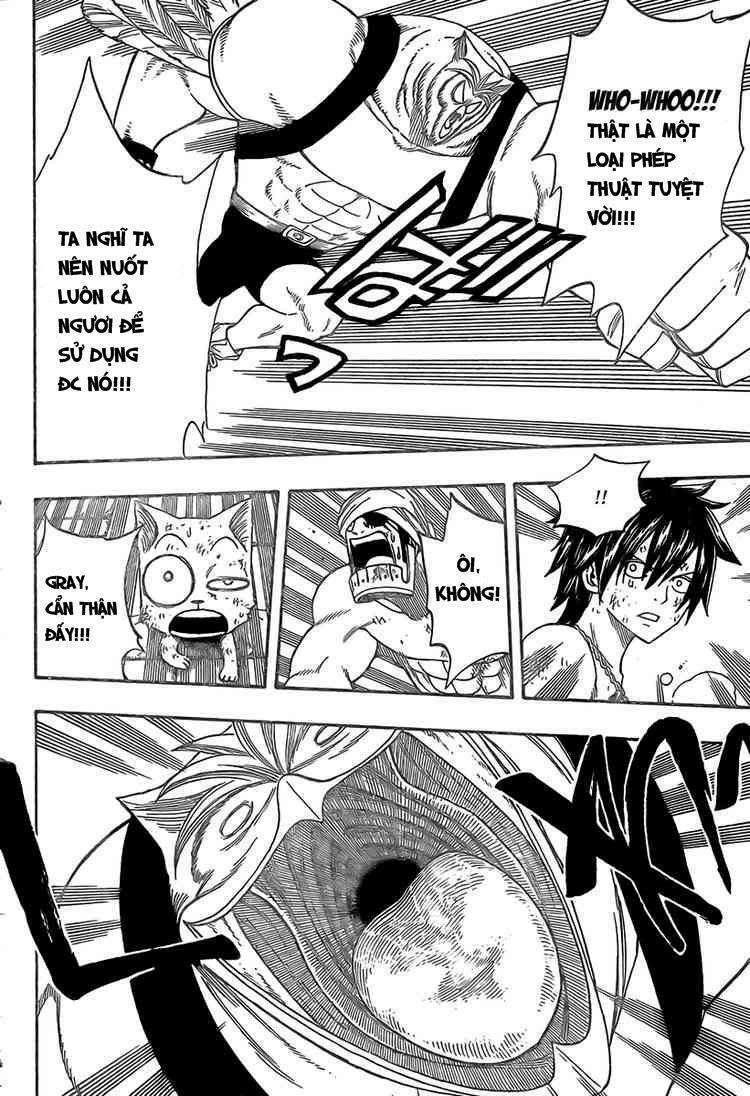 WHO-WHOO!!!
THẬT LÀ MỘT
LOẠI PHÉP
THUẬT TUYỆT
VỜI!!!
TA NGHĨ TA
NÊN NUỐT
LUÔN CẢ
NGƯƠI ĐỂ
SỬ DỤNG
ĐC NÓ!!!
!!
ÔI,
KHÔNG!
GRAY,
CẨN THẬN
ĐẤY!!!